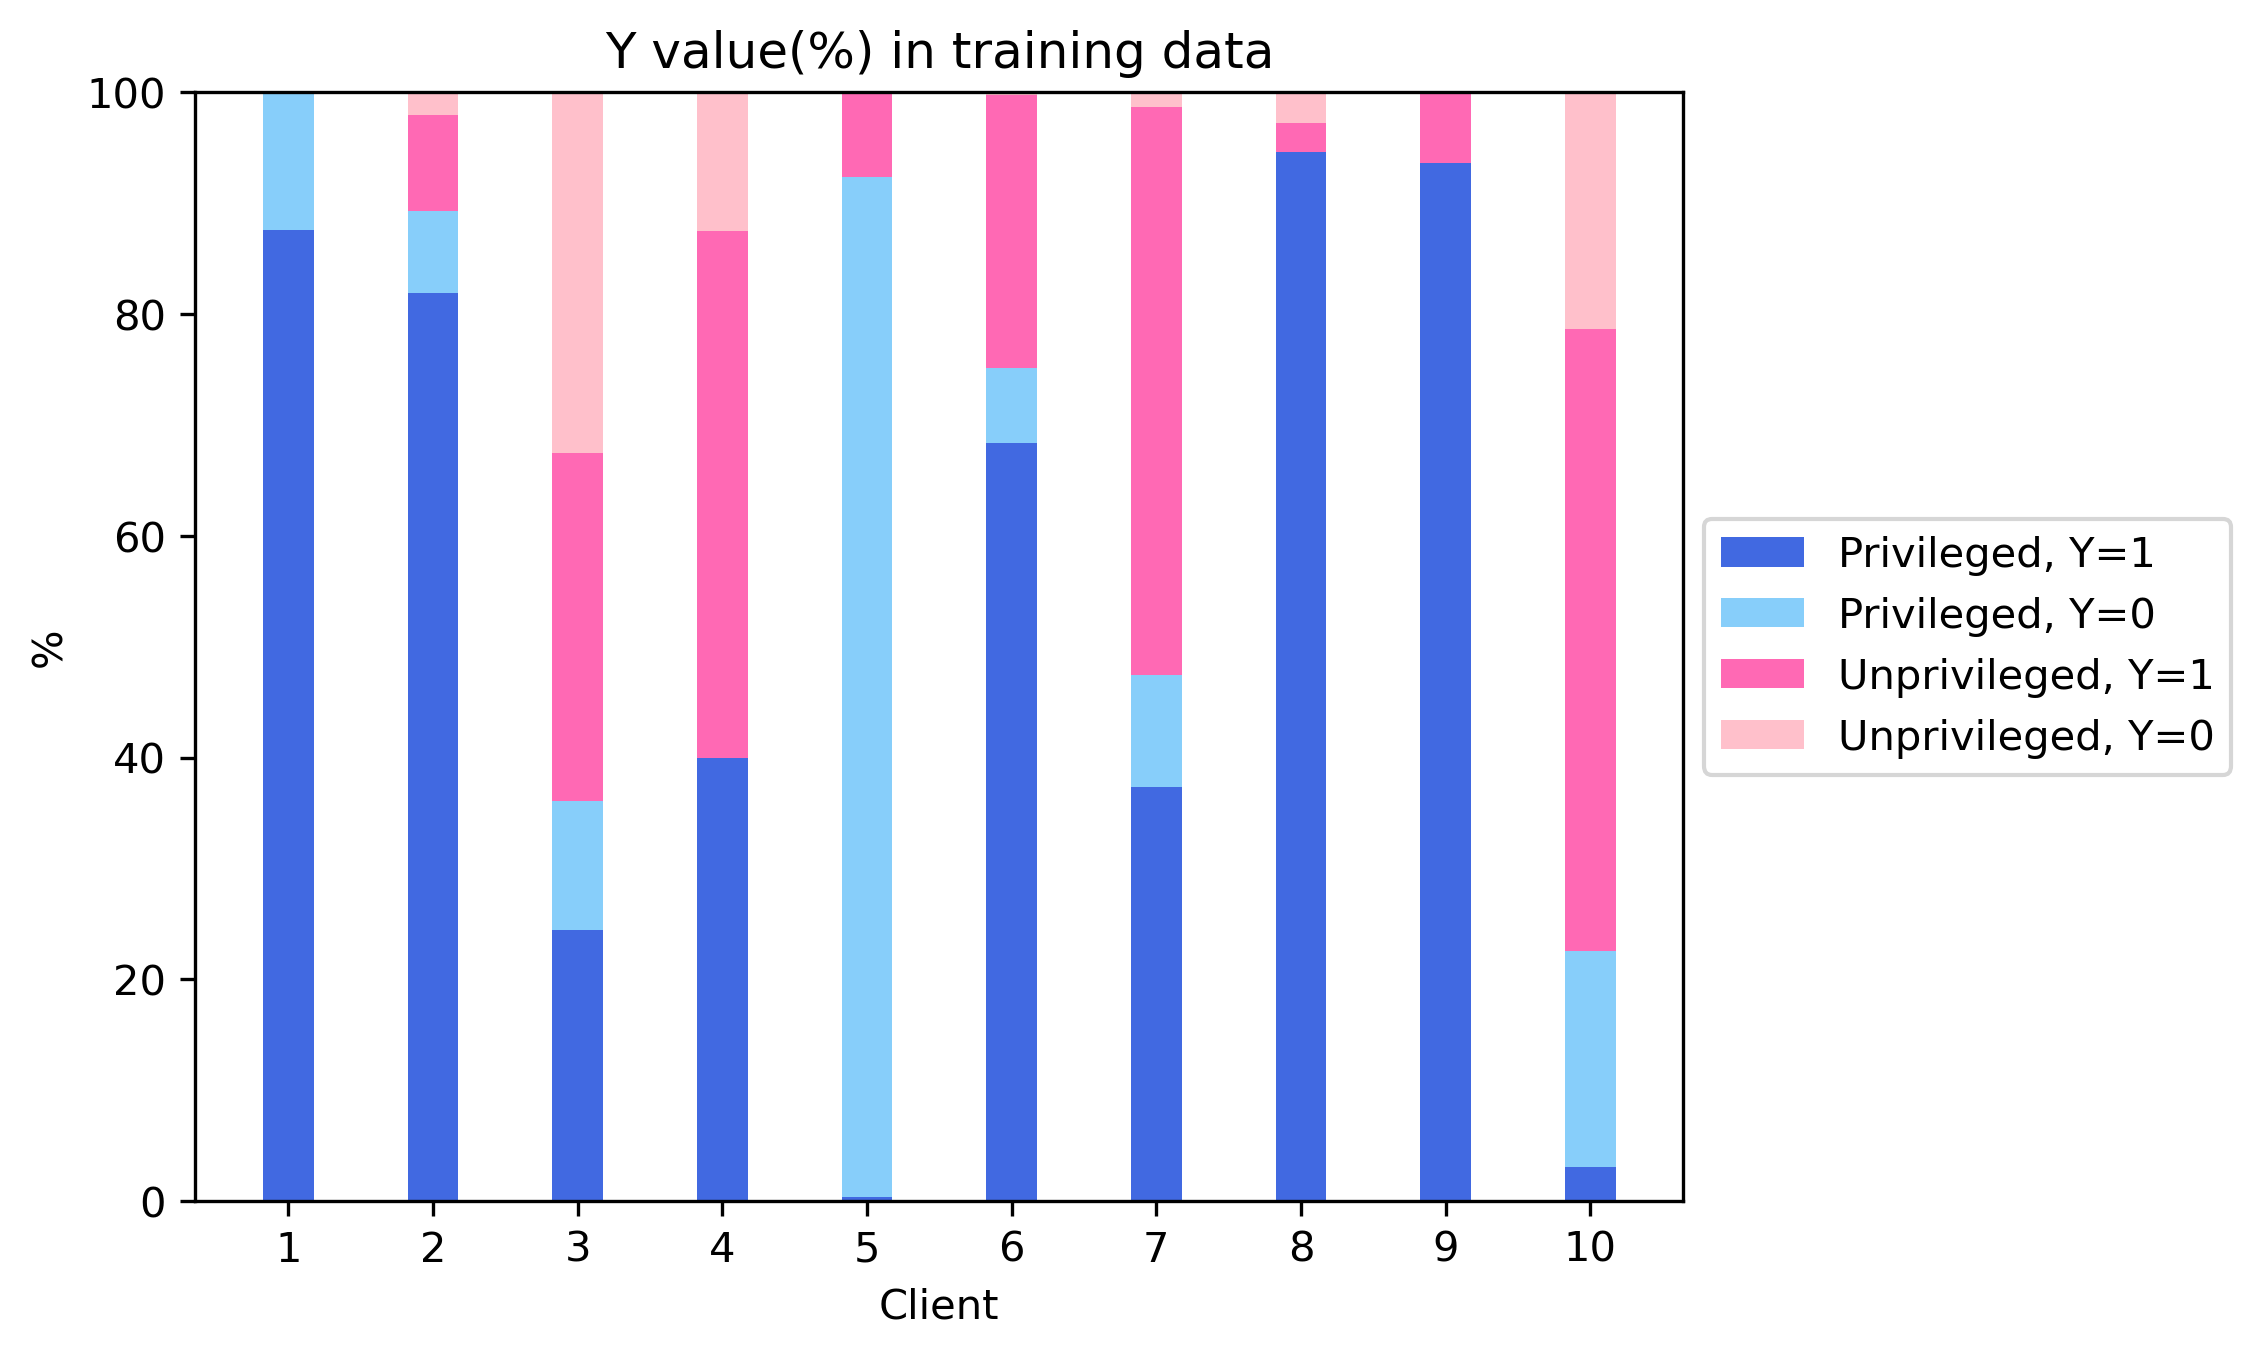 Y value(%) in training data
100
80
60
40
20
0
%
1 2 3 4 5 6 7 8 9 10
Client
Privileged, Y=1
Privileged, Y=0
Unprivileged, Y=1
Unprivileged, Y=0